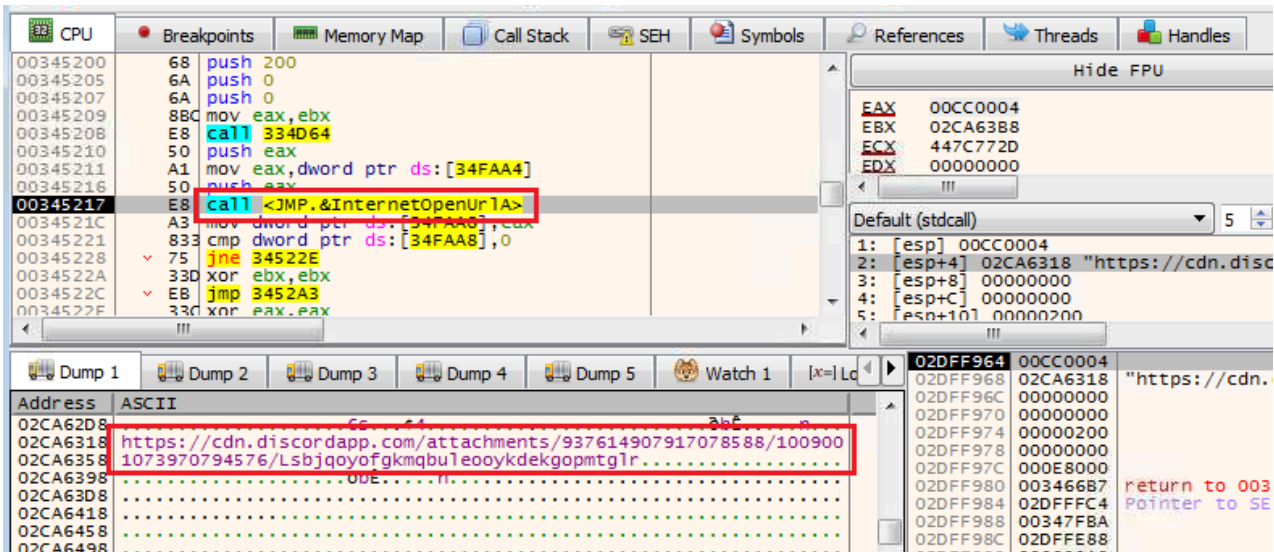 CPU Breakpoints Memory Map Call Stack SEH Symbols References Threads Handles
00345200 68 push 200
00345205 6A push 0
00345207 6A push 0
00345209 8BC mov eax,ebx
0034520B E8 call 334D64
00345210 50 push eax
00345211 A1 mov eax,dword ptr ds:[34FAA4]
00345216 50 push eax
00345217 E8 call <JMP.&InternetOpenUrlA>
0034521C A3 mov dword ptr ds:[34FAA8],eax
00345221 833 cmp dword ptr ds:[34FAA8],0
00345228 75 jne 34522E
0034522A 33D xor ebx,ebx
0034522C EB jmp 3452A3
0034522E 33C xor eax,eax
Hide FPU
EAX 00CC0004
EBX 02CA63B8
ECX 447C772D
EDX 00000000
Default (stdcall) 5
1: [esp] 00CC0004
2: [esp+4] 02CA6318 "https://cdn.disc
3: [esp+8] 00000000
4: [esp+C] 00000000
5: [esp+10] 00000200
Dump 1 Dump 2 Dump 3 Dump 4 Dump 5 Watch 1 [x=] Lo
Address ASCII
02CA62D8
02CA6318 https://cdn.discordapp.com/attachments/937614907917078588/100900
02CA6358 1073970794576/Lsbjqoyofgkmqbuleooykdekgopmtglr..................
02CA6398
02CA63D8
02CA6418
02CA6458
02CA6498
02DFF964 00CC0004
02DFF968 02CA6318 "https://cdn.
02DFF96C 00000000
02DFF970 00000000
02DFF974 00000200
02DFF978 00000000
02DFF97C 000E8000
02DFF980 003466B7 return to 003
02DFF984 02DFFFC4 Pointer to SE
02DFF988 00347FBA
02DFF98C 02DFFE88